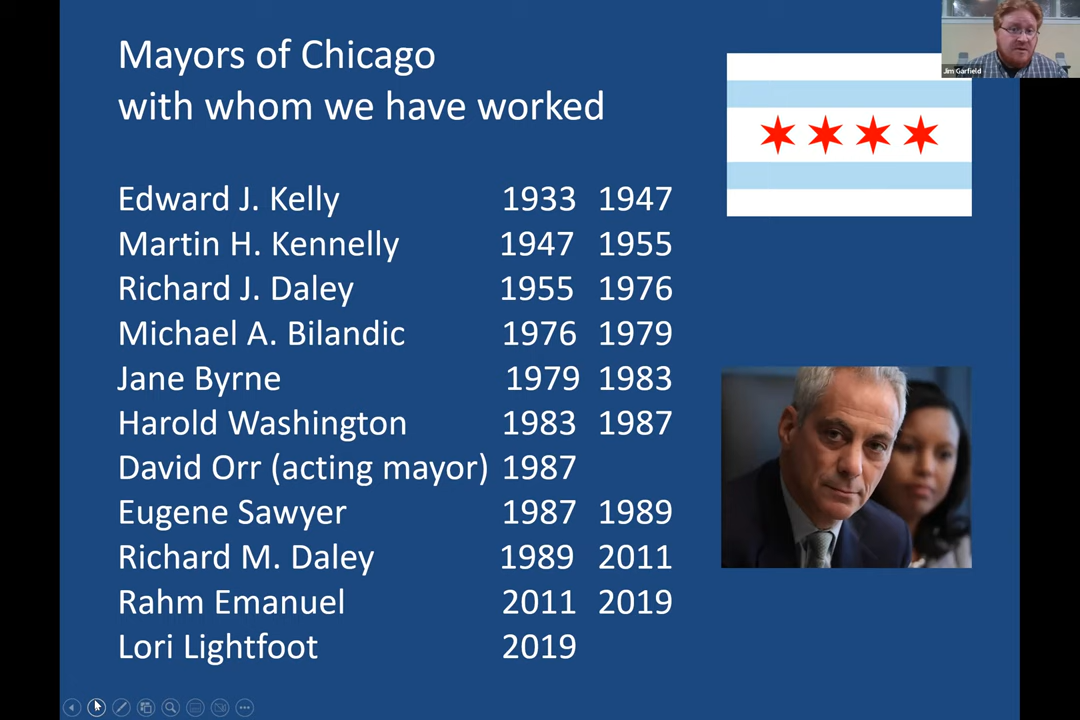 Mayors of Chicago
with whom we have worked
Edward J. Kelly 1933 1947
Martin H. Kennelly 1947 1955
Richard J. Daley 1955 1976
Michael A. Bilandic 1976 1979
Jane Byrne 1979 1983
Harold Washington 1983 1987
David Orr (acting mayor) 1987
Eugene Sawyer 1987 1989
Richard M. Daley 1989 2011
Rahm Emanuel 2011 2019
Lori Lightfoot 2019
Jim Garfield